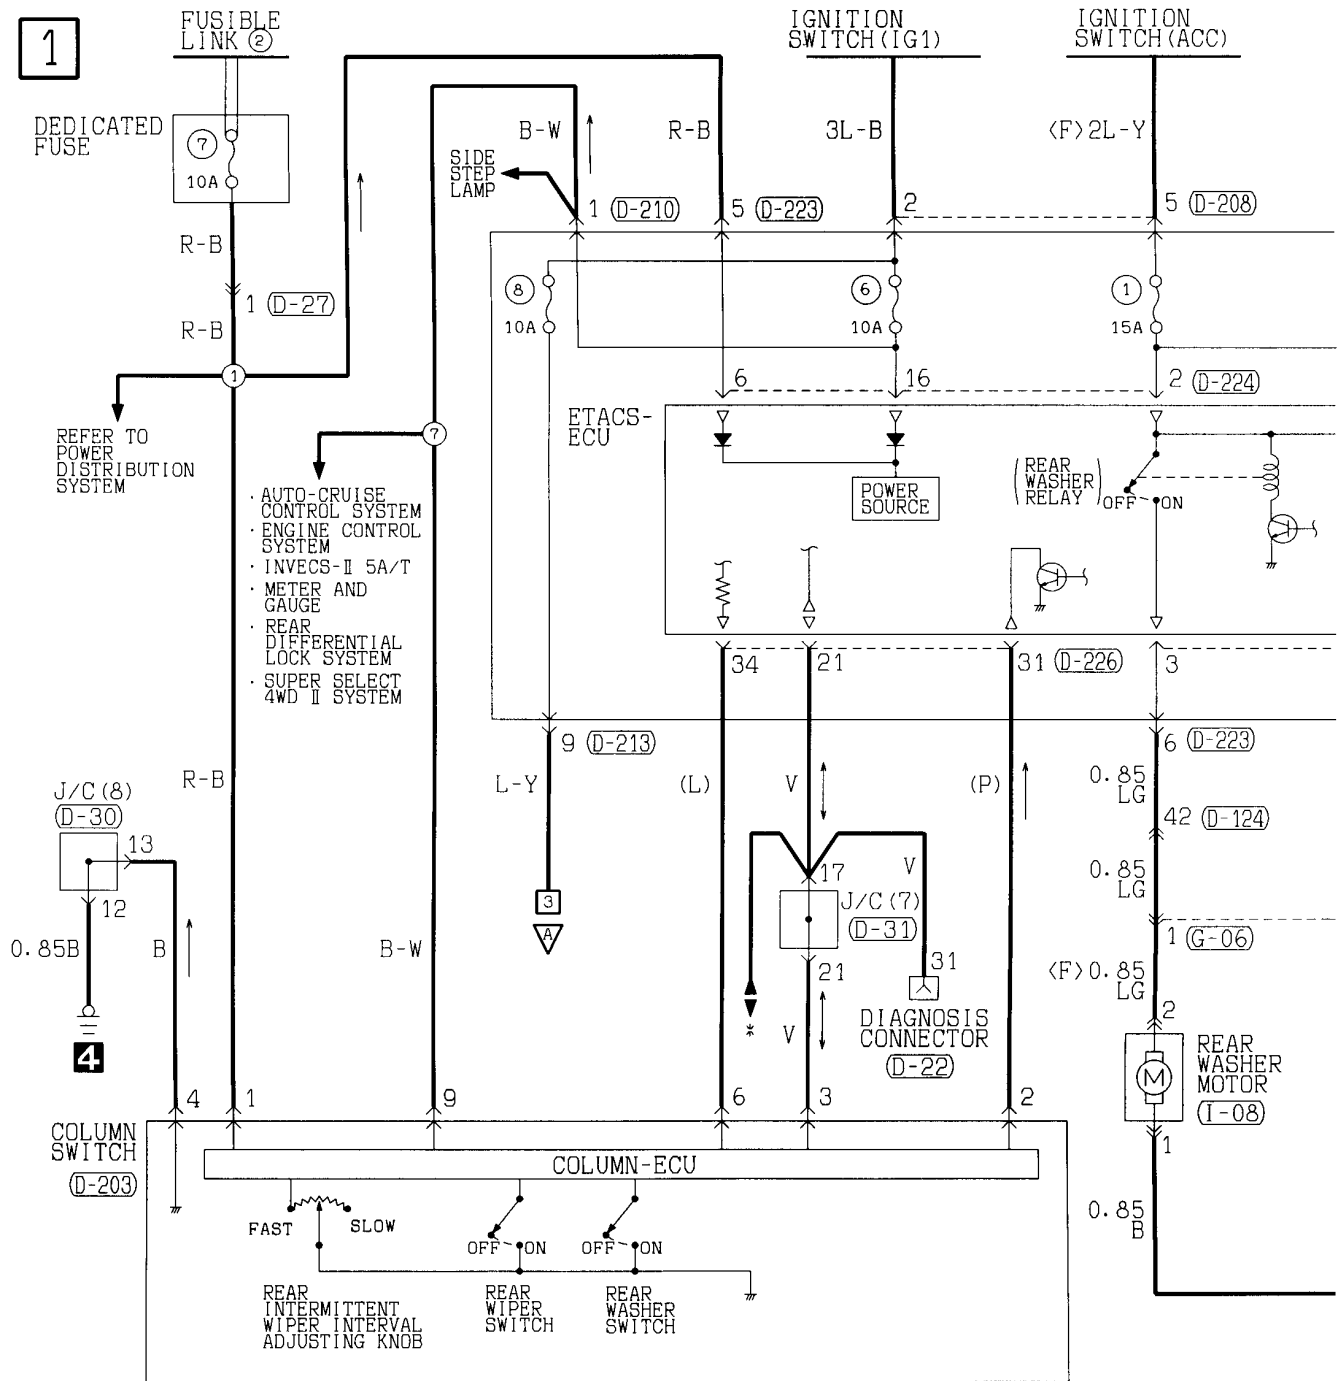 1
FUSIBLE
LINK ②
IGNITION
SWITCH(IG1)
IGNITION
SWITCH(ACC)
DEDICATED
FUSE
7
10A
B-W
R-B
3L-B
<F>2L-Y
SIDE
STEP
LAMP
1 (D-210)
5 (D-223)
2
5 (D-208)
R-B
1 (D-27)
R-B
8
10A
6
10A
1
15A
1
6
16
2 (D-224)
REFER TO
POWER
DISTRIBUTION
SYSTEM
7
ETACS-
ECU
· AUTO-CRUISE
CONTROL SYSTEM
· ENGINE CONTROL
SYSTEM
· INVECS-II 5A/T
· METER AND
GAUGE
· REAR
DIFFERENTIAL
LOCK SYSTEM
· SUPER SELECT
4WD II SYSTEM
POWER
SOURCE
(REAR
WASHER
RELAY)
OFF
ON
34
21
31 (D-226)
3
9 (D-213)
6 (D-223)
R-B
L-Y
(L)
V
(P)
0.85
LG
J/C(8)
(D-30)
13
12
42 (D-124)
0.85
LG
17
V
J/C(7)
(D-31)
3
A
0.85B
B
B-W
1 (G-06)
21
31
<F>0.85
LG
*
V
DIAGNOSIS
CONNECTOR
(D-22)
2
4
M
REAR
WASHER
MOTOR
(I-08)
4
1
9
6
3
2
1
COLUMN
SWITCH
(D-203)
COLUMN-ECU
FAST
SLOW
OFF
ON
OFF
ON
0.85
B
REAR
INTERMITTENT
WIPER INTERVAL
ADJUSTING KNOB
REAR
WIPER
SWITCH
REAR
WASHER
SWITCH